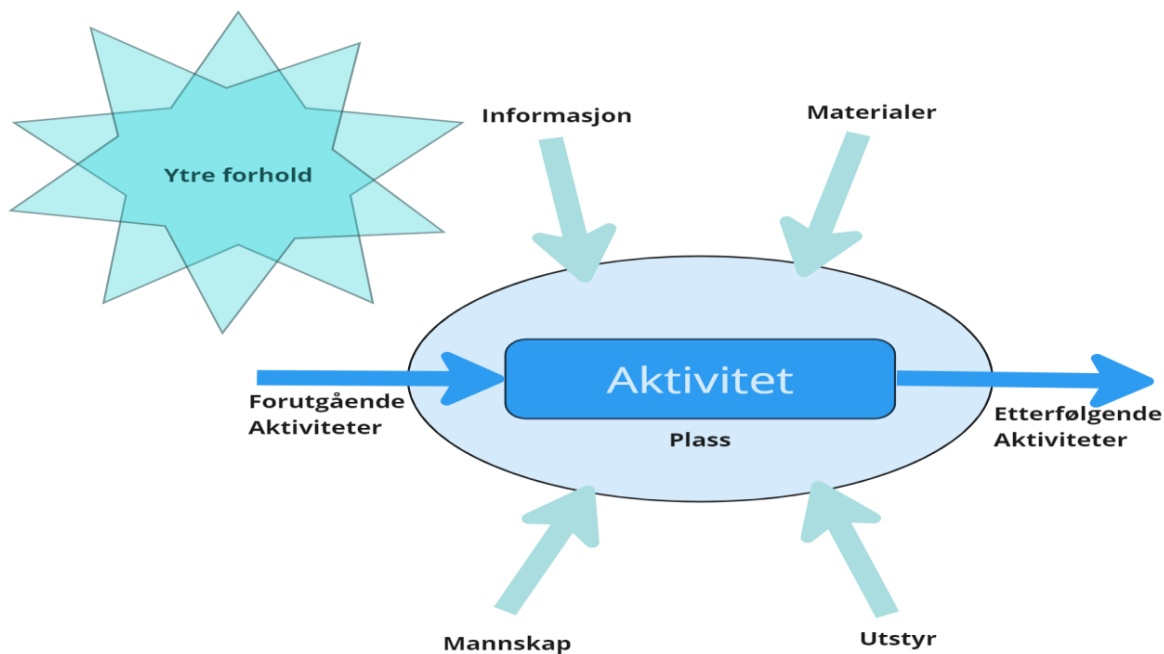 Informasjon
Materialer
Ytre forhold
Aktivitet
Forutgående
Aktiviteter
Plass
Etterfølgende
Aktiviteter
Mannskap
Utstyr